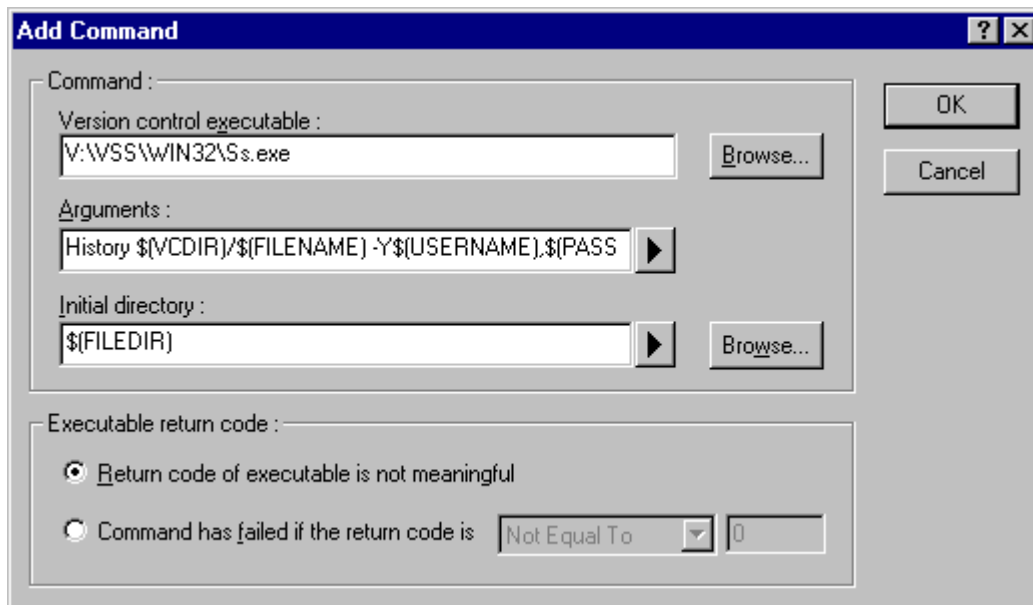 Add Command
Command :
OK
Version control executable :
V:\VSS\WIN32\Ss.exe
Browse...
Cancel
Arguments :
History $(VCDIR)/$(FILENAME) -Y$(USERNAME),$(PASS
Initial directory :
$(FILEDIR)
Browse...
Executable return code :
Return code of executable is not meaningful
Command has failed if the return code is Not Equal To 0